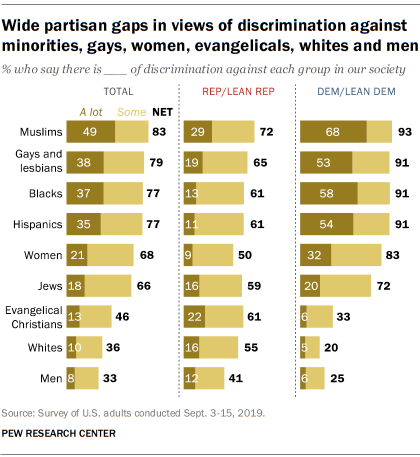 Wide partisan gaps in views of discrimination against
minorities, gays, women, evangelicals, whites and men
% who say there is ___ of discrimination against each group in our society
TOTAL REP/LEAN REP DEM/LEAN DEM
A lot Some NET
Muslims 49 83 29 72 68 93
Gays and
lesbians 38 79 19 65 53 91
Blacks 37 77 13 61 58 91
Hispanics 35 77 11 61 54 91
Women 21 68 9 50 32 83
Jews 18 66 16 59 20 72
Evangelical
Christians 13 46 22 61 6 33
Whites 10 36 16 55 5 20
Men 8 33 12 41 6 25
Source: Survey of U.S. adults conducted Sept. 3-15, 2019.
PEW RESEARCH CENTER